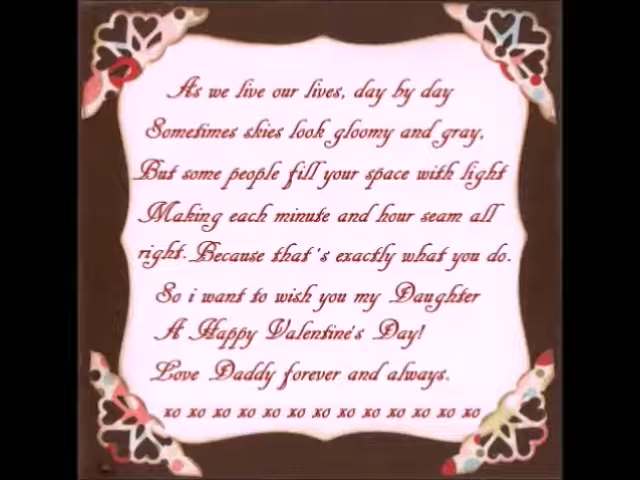 As we live our lives, day by day
Sometimes skies look gloomy and gray,
But some people fill your space with light
Making each minute and hour seam all
right. Because that's exactly what you do.
So i want to wish you my Daughter
A Happy Valentine's Day!
Love Daddy forever and always.
xo xo xo xo xo xo xo xo xo xo xo xo xo